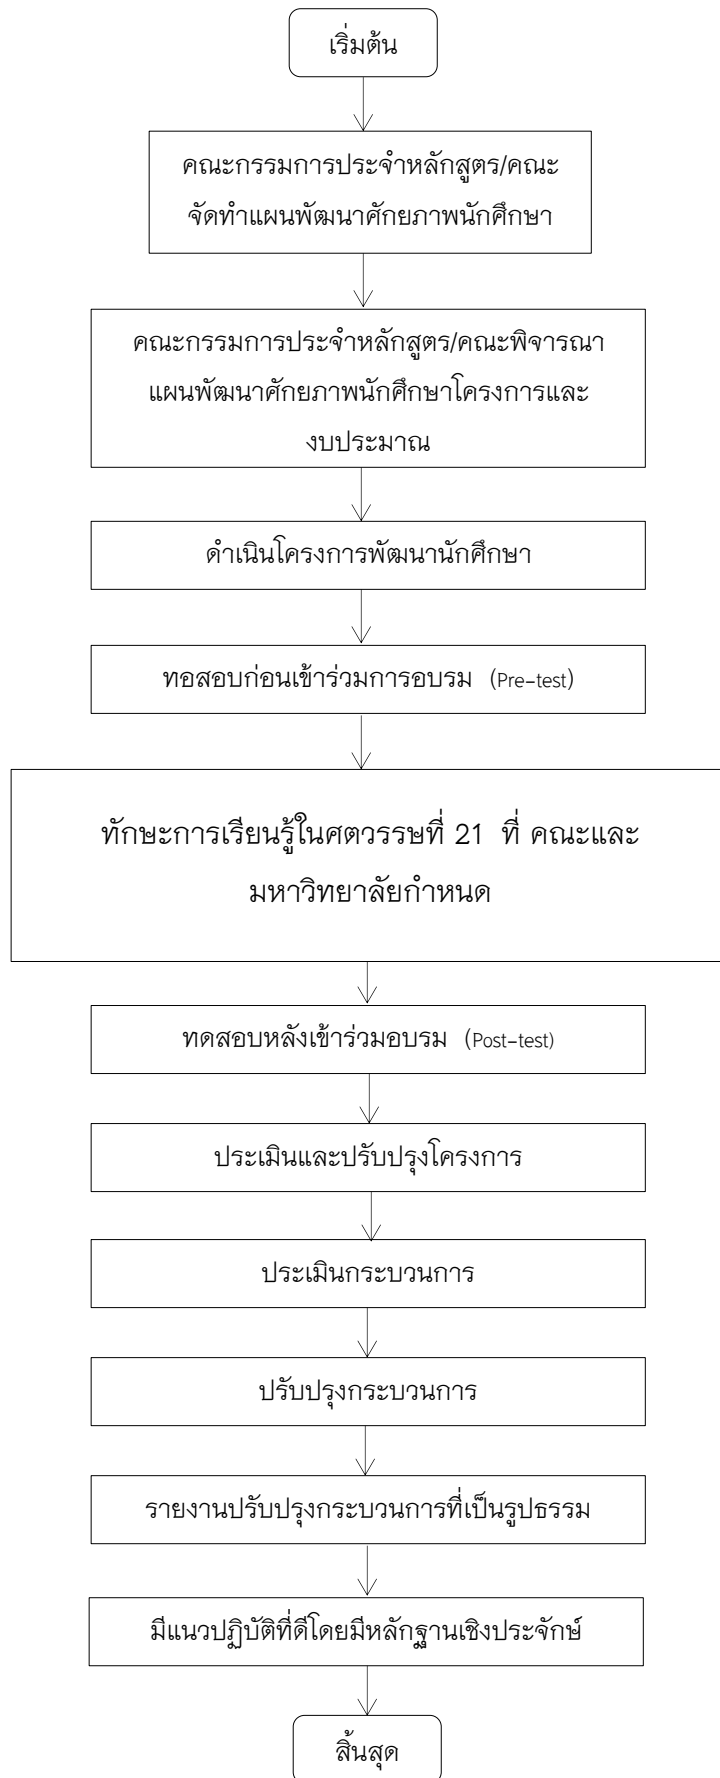 เริ่มต้น
คณะกรรมการประจำหลักสูตร/คณะ
จัดทำแผนพัฒนาศักยภาพนักศึกษา
คณะกรรมการประจำหลักสูตร/คณะพิจารณา
แผนพัฒนาศักยภาพนักศึกษาโครงการและ
งบประมาณ
ดำเนินโครงการพัฒนานักศึกษา
ทอสอบก่อนเข้าร่วมการอบรม (Pre-test)
ทักษะการเรียนรู้ในศตวรรษที่ 21 ที่ คณะและ
มหาวิทยาลัยกำหนด
ทดสอบหลังเข้าร่วมอบรม (Post-test)
ประเมินและปรับปรุงโครงการ
ประเมินกระบวนการ
ปรับปรุงกระบวนการ
รายงานปรับปรุงกระบวนการที่เป็นรูปธรรม
มีแนวปฏิบัติที่ดีโดยมีหลักฐานเชิงประจักษ์
สิ้นสุด